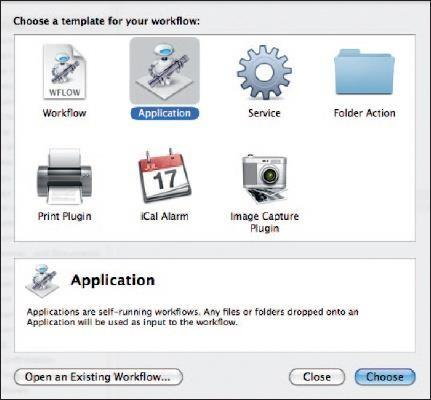 Choose a template for your workflow:
WFLOW
Workflow
Application
Service
Folder Action
17
Print Plugin
iCal Alarm
Image Capture
Plugin
Application
Applications are self-running workflows. Any files or folders dropped onto an
Application will be used as input to the workflow.
Open an Existing Workflow...
Close
Choose